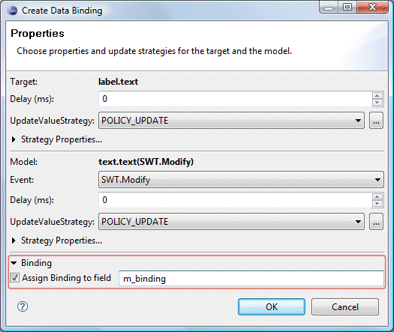 Create Data Binding
Properties
Choose properties and update strategies for the target and the model.
Target: label.text
Delay (ms): 0
UpdateValueStrategy: POLICY_UPDATE ...
Strategy Properties...
Model: text.text(SWT.Modify)
Event: SWT.Modify
Delay (ms): 0
UpdateValueStrategy: POLICY_UPDATE ...
Strategy Properties...
Binding
Assign Binding to field m_binding
? OK Cancel